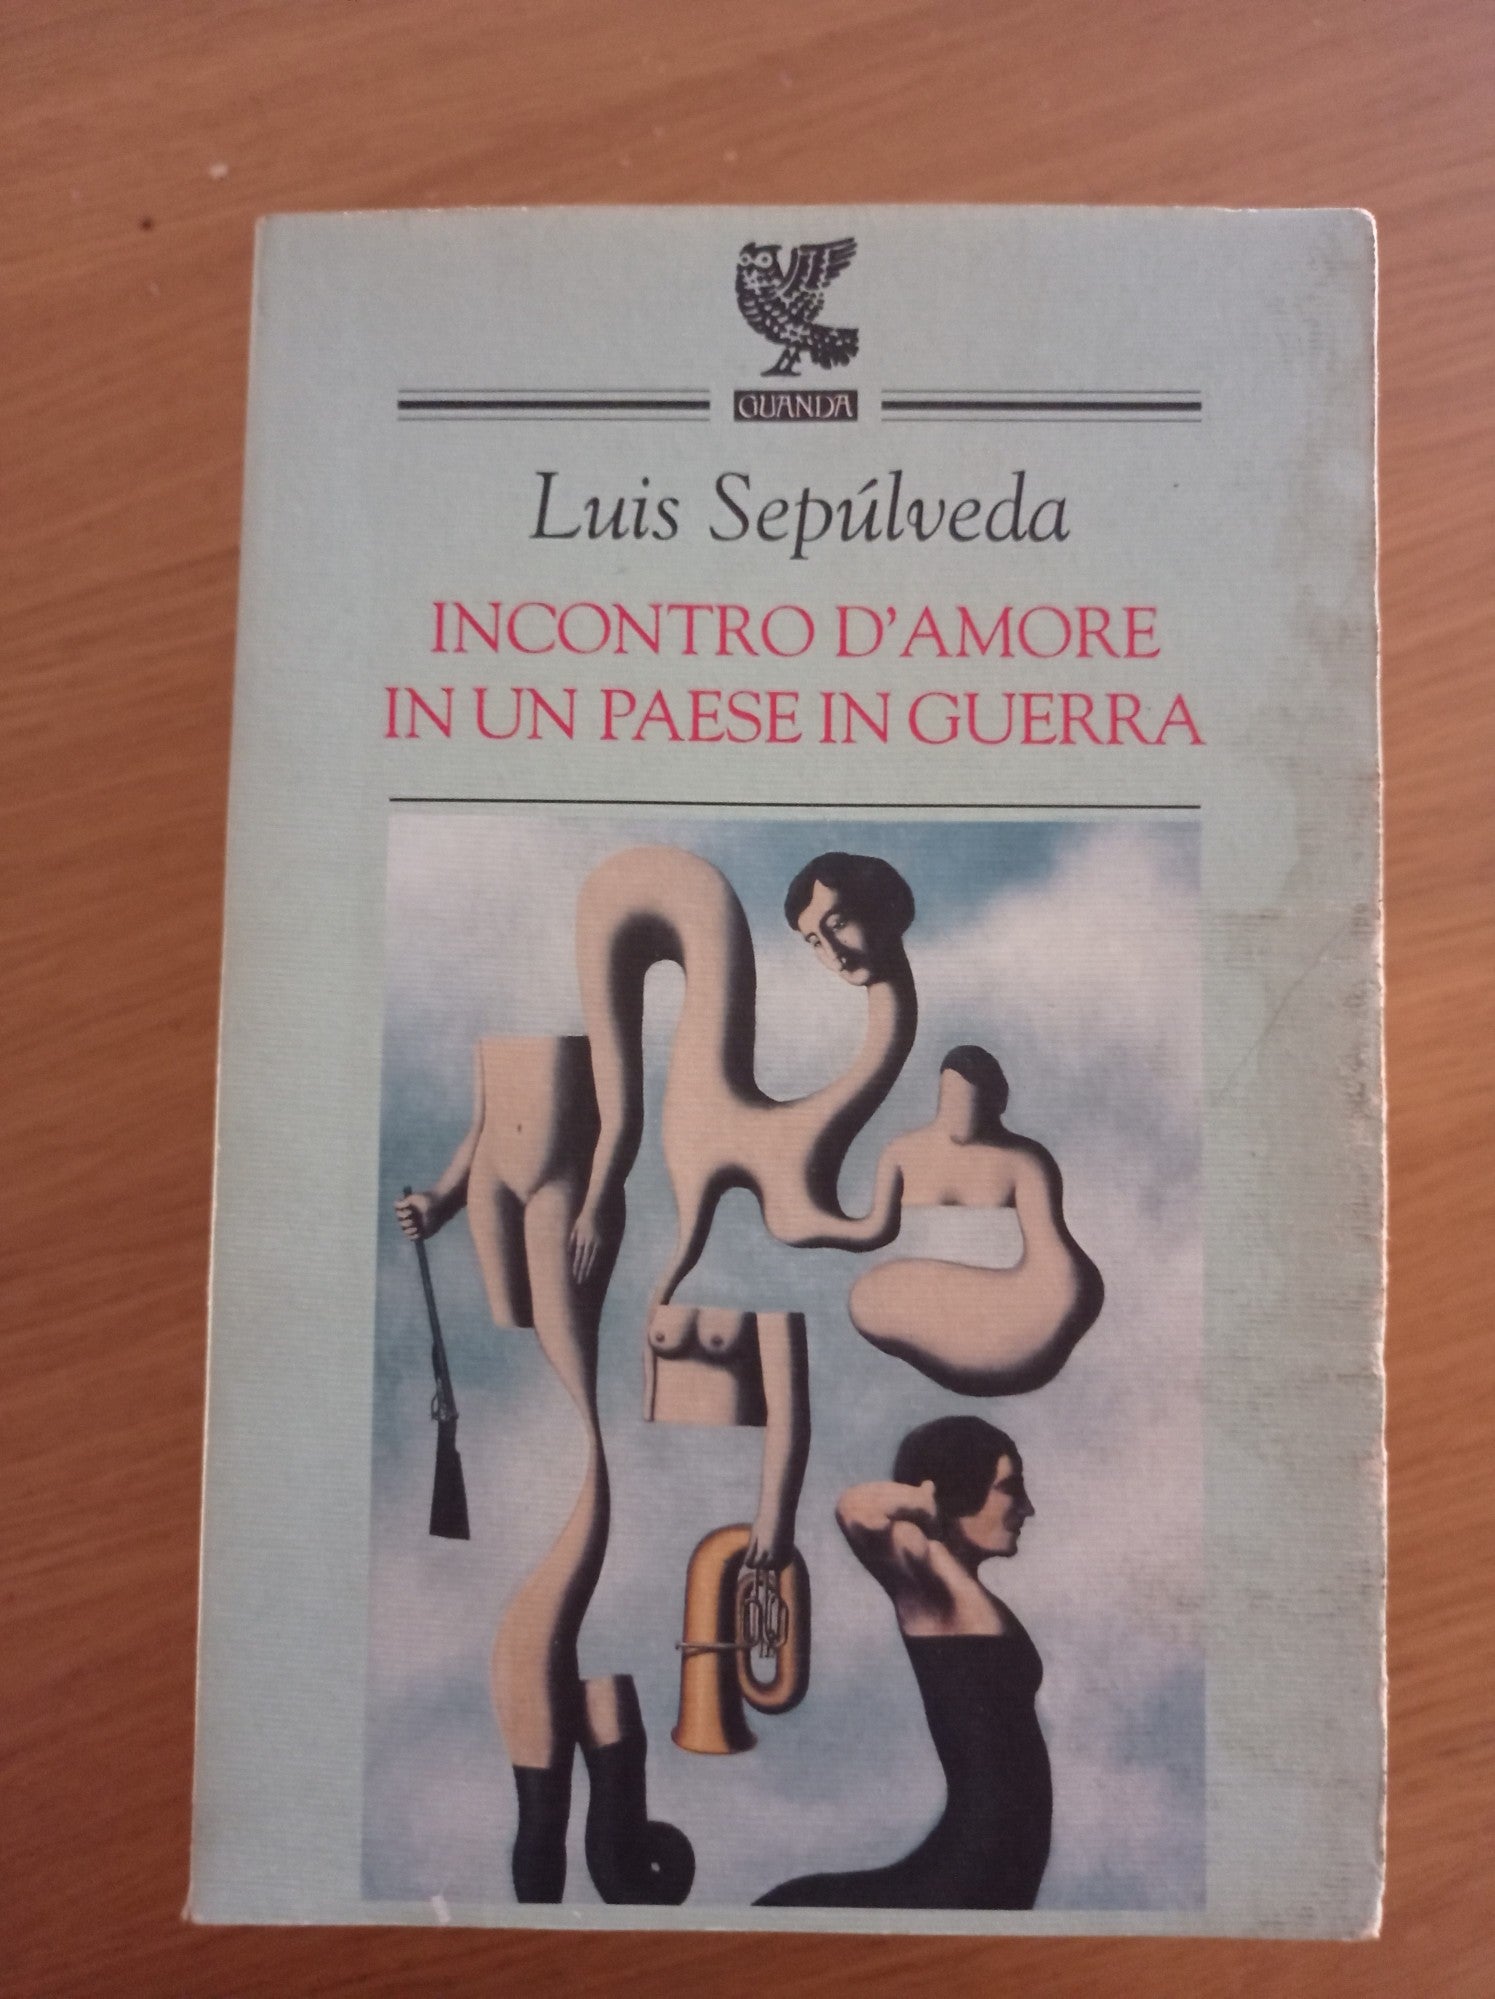 GUANDA
Luis Sepúlveda
INCONTRO D'AMORE
IN UN PAESE IN GUERRA